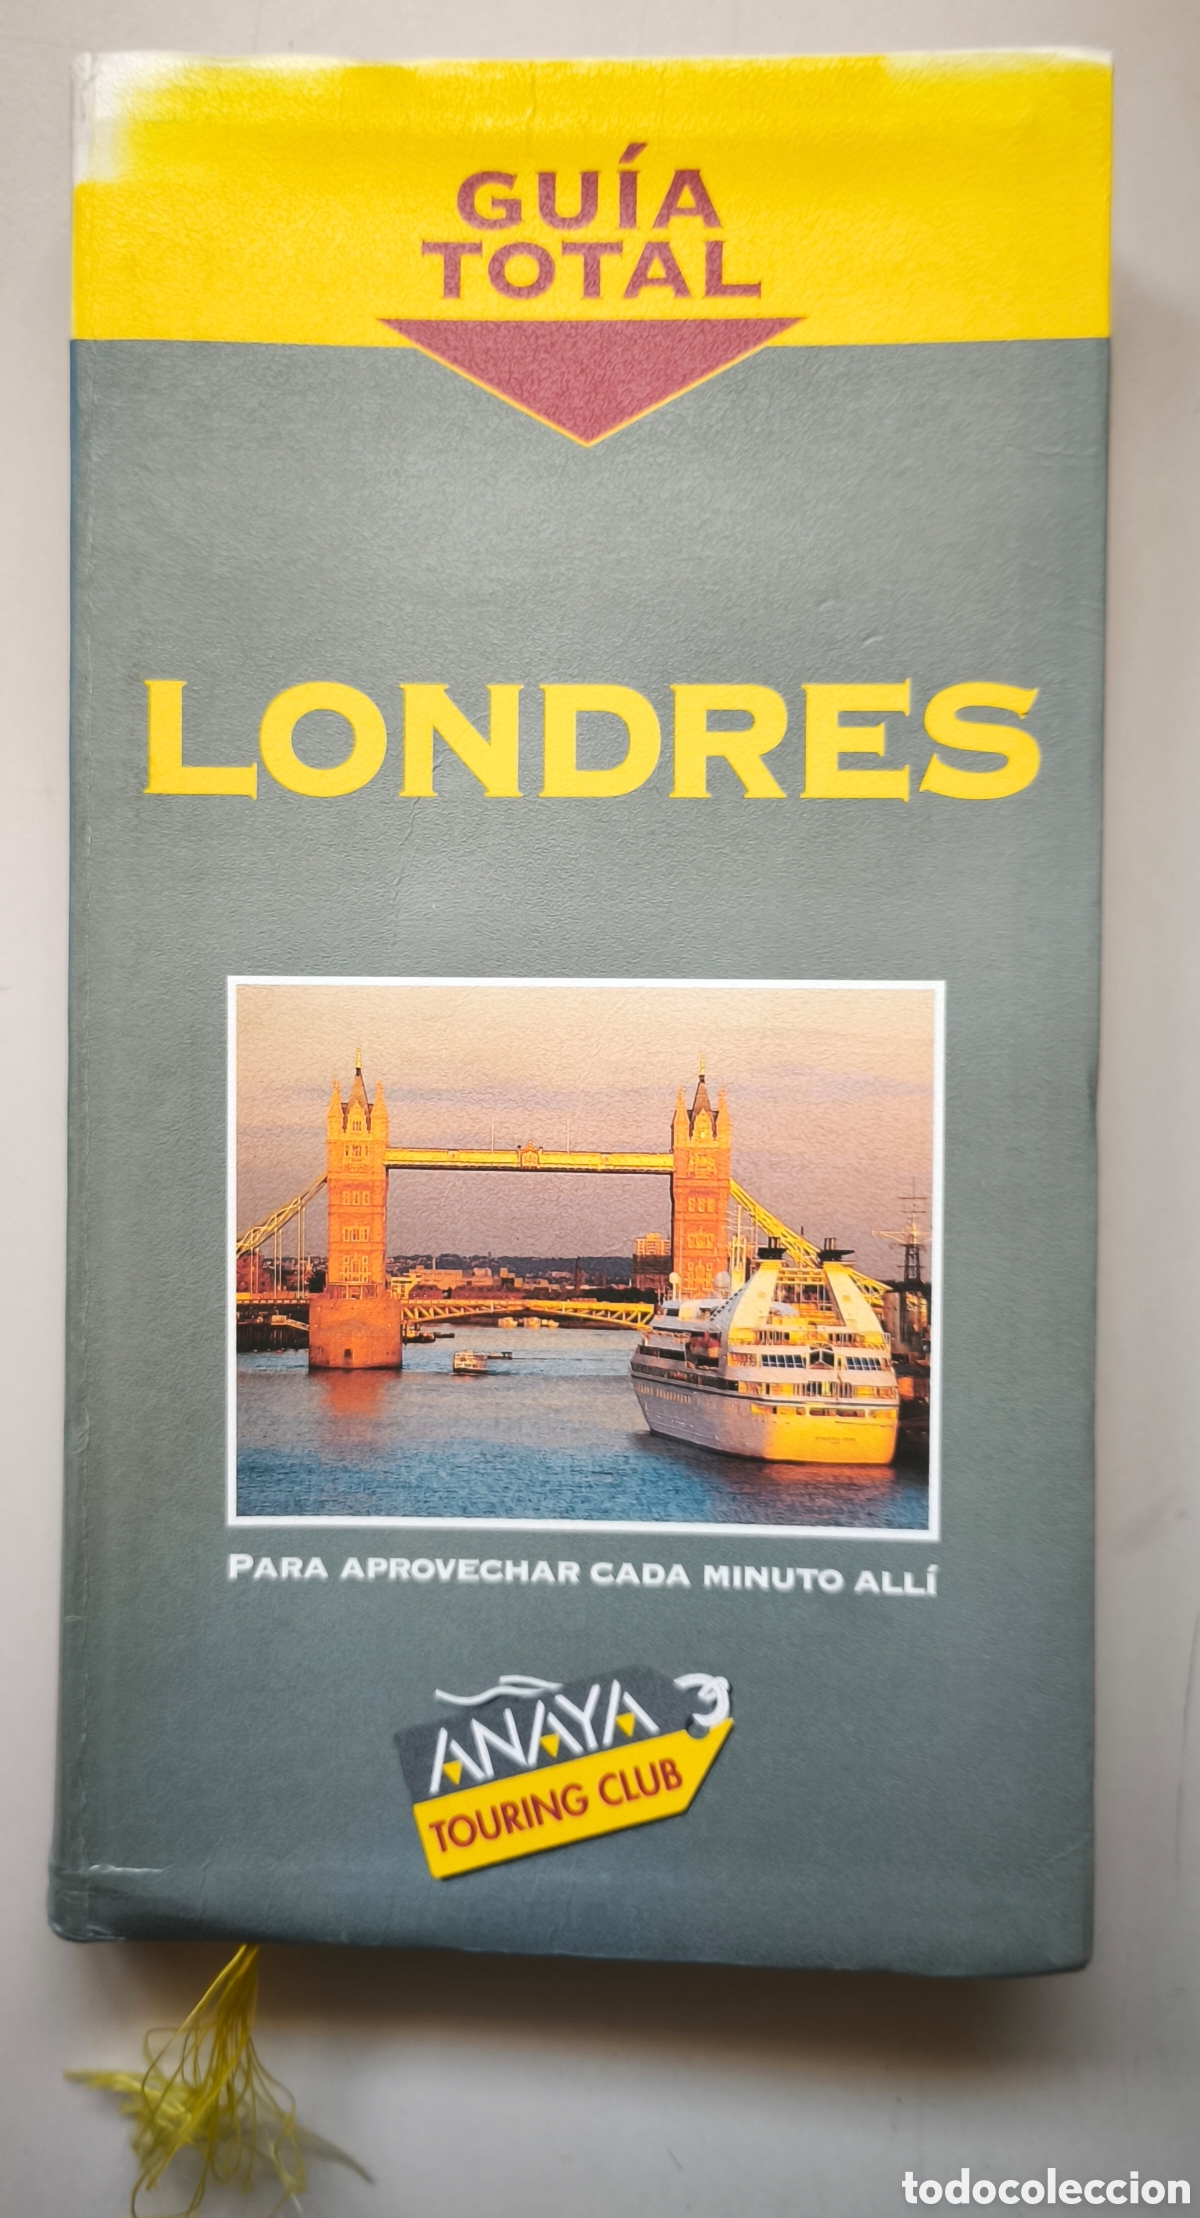 GUÍA
TOTAL
LONDRES
PARA APROVECHAR CADA MINUTO ALLÍ
ANAYA
TOURING CLUB
todocoleccion